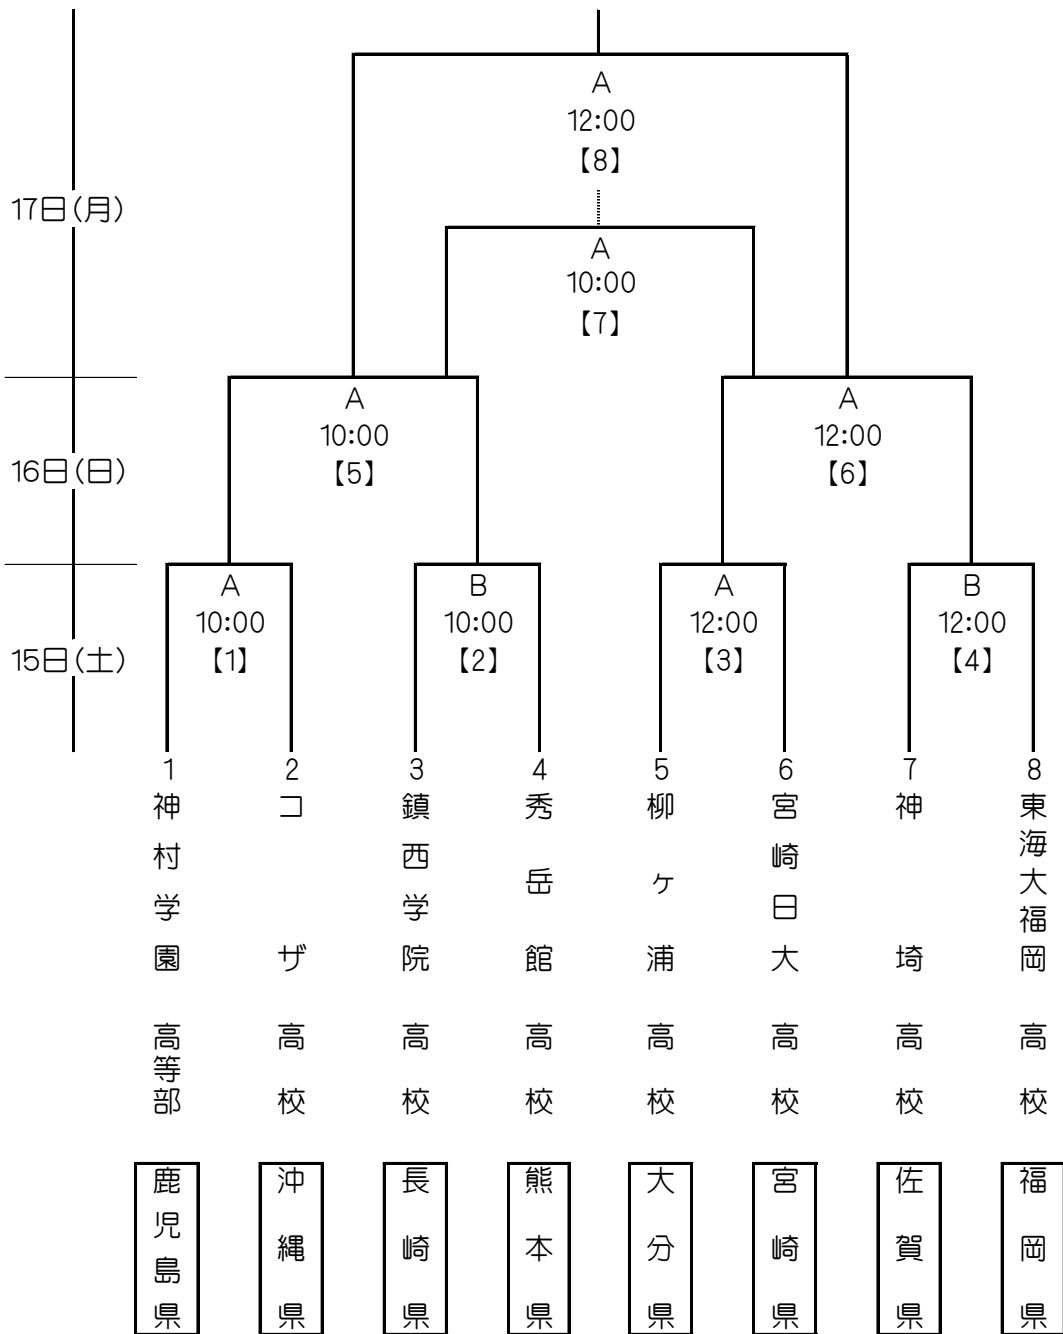 A
12:00
【8】
17日(月)
A
10:00
【7】
A
10:00
【5】
A
12:00
【6】
16日(日)
A
10:00
【1】
B
10:00
【2】
A
12:00
【3】
B
12:00
【4】
15日(土)
1
神村学園 高等部
鹿児島県
2
コザ 高校
沖縄県
3
鎮西学院 高校
長崎県
4
秀岳館 高校
熊本県
5
柳ヶ浦 高校
大分県
6
宮崎日大 高校
宮崎県
7
神埼 高校
佐賀県
8
東海大福岡 高校
福岡県